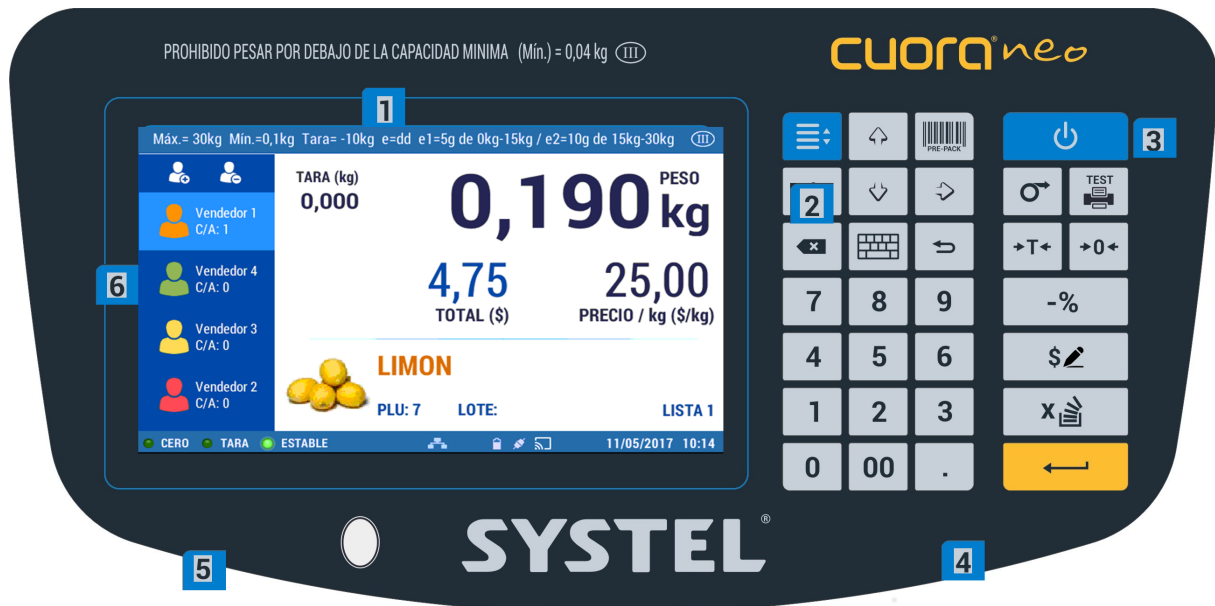 PROHIBIDO PESAR POR DEBAJO DE LA CAPACIDAD MINIMA (Mín.) = 0,04 kg III
cuora® neo
1
Máx.= 30kg Mín.=0,1kg Tara= -10kg e=dd e1=5g de 0kg-15kg / e2=10g de 15kg-30kg III
Vendedor 1
C/A: 1
Vendedor 4
C/A: 0
Vendedor 3
C/A: 0
Vendedor 2
C/A: 0
TARA (kg)
0,000
PESO
0,190 kg
4,75
TOTAL ($)
25,00
PRECIO / kg ($/kg)
LIMON
PLU: 7 LOTE: LISTA 1
CERO TARA ESTABLE 11/05/2017 10:14
6
PRE-PACK
3
2
TEST
→T← →0←
7 8 9 -%
4 5 6 $
1 2 3 X
0 00 .
SYSTEL®
5
4